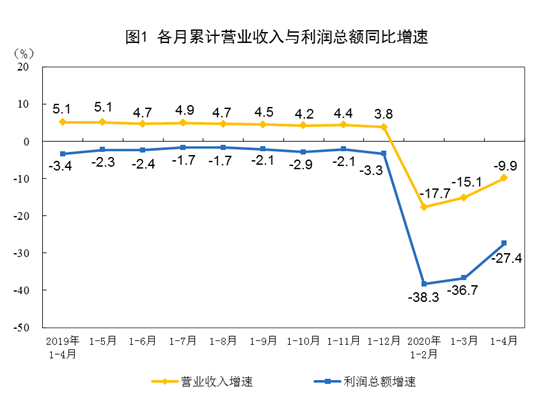 图1 各月累计营业收入与利润总额同比增速
(%)
20
10
0
-10
-20
-30
-40
-50
5.1
5.1
4.7
4.9
4.7
4.5
4.2
4.4
3.8
-17.7
-15.1
-9.9
-3.4
-2.3
-2.4
-1.7
-1.7
-2.1
-2.9
-2.1
-3.3
-38.3
-36.7
-27.4
2019年
1-4月
1-5月
1-6月
1-7月
1-8月
1-9月
1-10月
1-11月
1-12月
2020年
1-2月
1-3月
1-4月
营业收入增速
利润总额增速